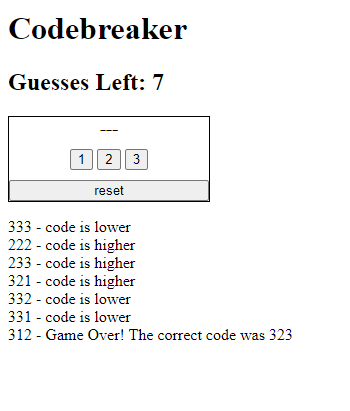 Codebreaker
Guesses Left: 7
---
1 2 3
reset
333 - code is lower
222 - code is higher
233 - code is higher
321 - code is higher
332 - code is lower
331 - code is lower
312 - Game Over! The correct code was 323